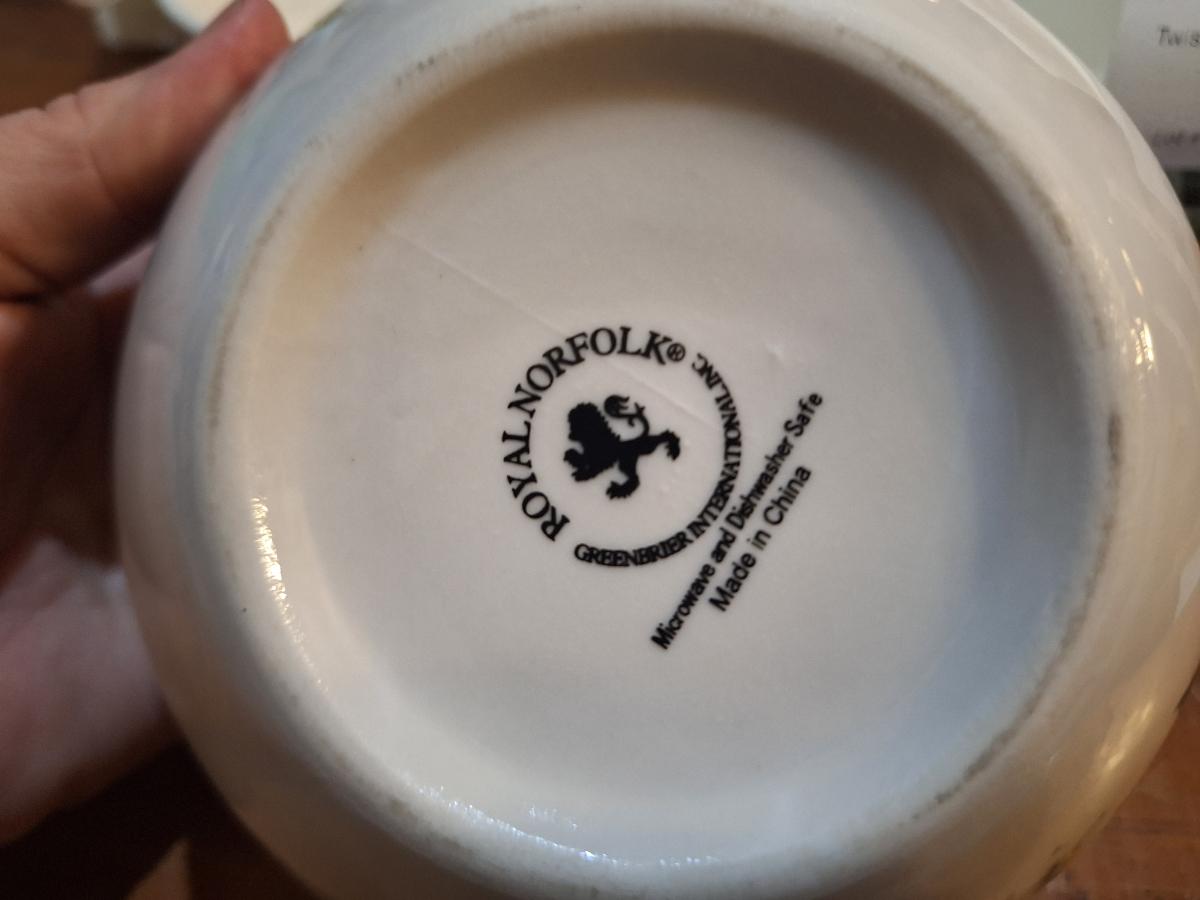 ROYAL NORFOLK®
GREENBRIER INTERNATIONAL INC
Microwave and Dishwasher Safe
Made in China